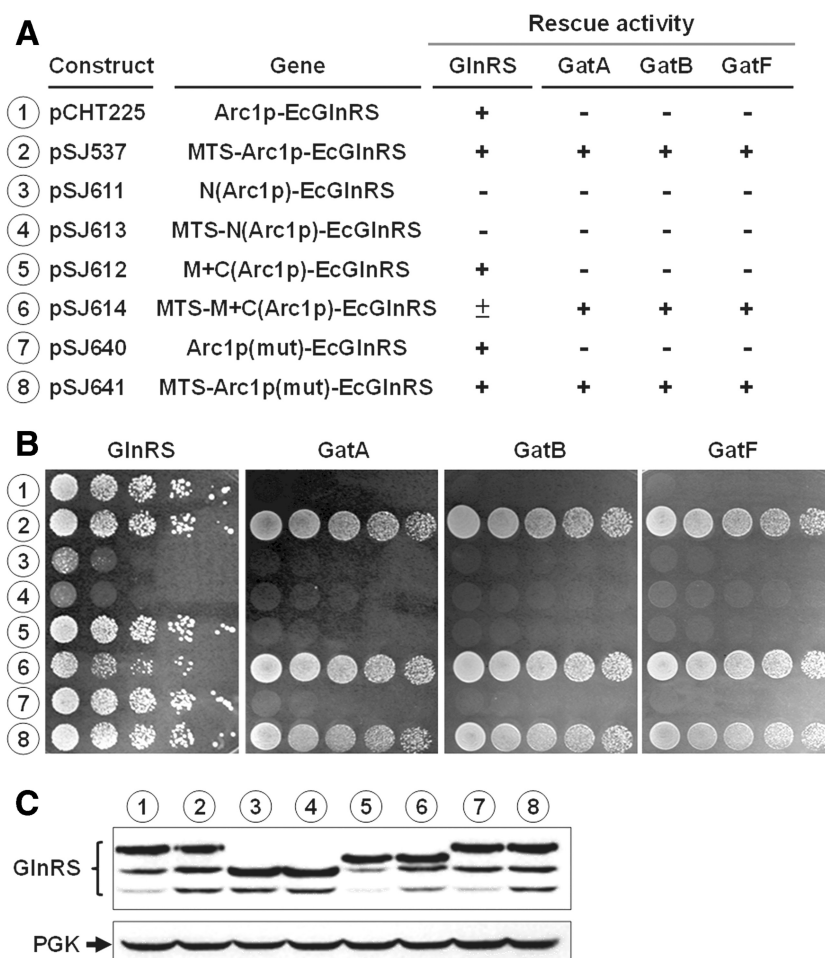 A
Rescue activity
Construct Gene GlnRS GatA GatB GatF
1 pCHT225 Arc1p-EcGlnRS + - - -
2 pSJ537 MTS-Arc1p-EcGlnRS + + + +
3 pSJ611 N(Arc1p)-EcGlnRS - - - -
4 pSJ613 MTS-N(Arc1p)-EcGlnRS - - - -
5 pSJ612 M+C(Arc1p)-EcGlnRS + - - -
6 pSJ614 MTS-M+C(Arc1p)-EcGlnRS ± + + +
7 pSJ640 Arc1p(mut)-EcGlnRS + - - -
8 pSJ641 MTS-Arc1p(mut)-EcGlnRS + + + +
B
GlnRS GatA GatB GatF
1
2
3
4
5
6
7
8
C
1 2 3 4 5 6 7 8
GlnRS
PGK